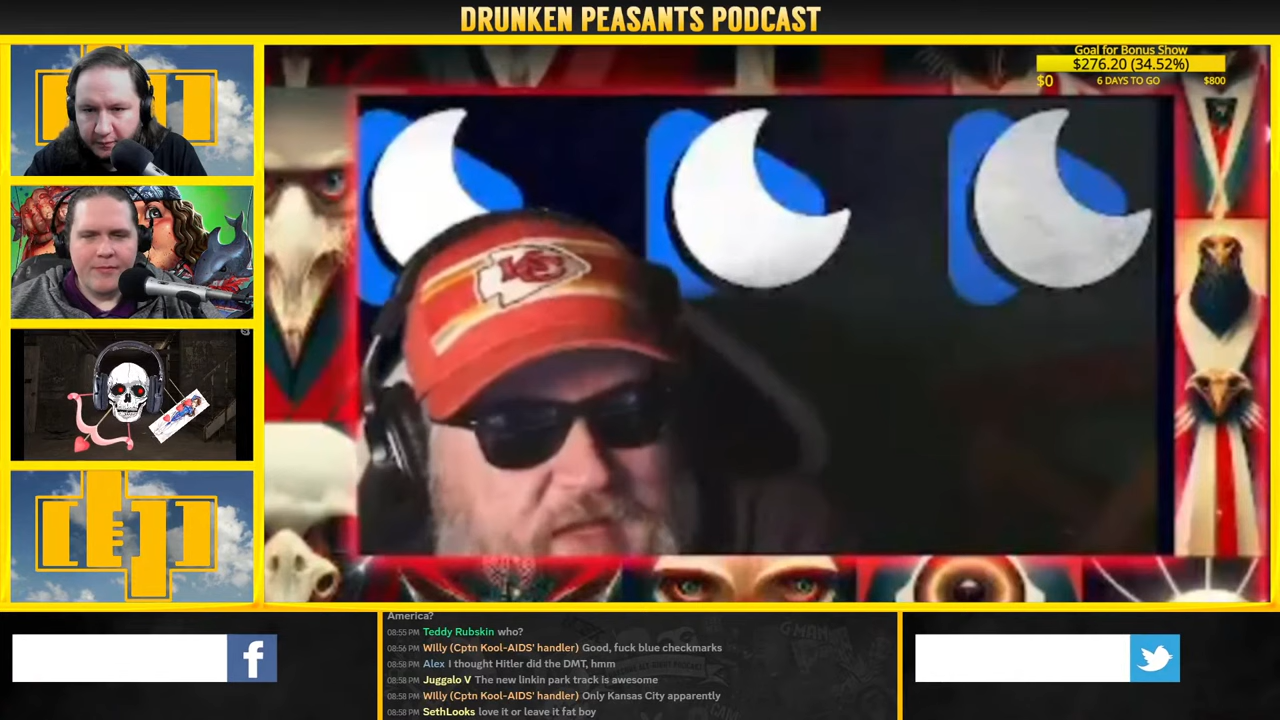 DRUNKEN PEASANTS PODCAST
Goal for Bonus Show
$276.20 (34.52%)
$0 6 DAYS TO GO $800
KC
America?
08:55 PM Teddy Rubskin who?
08:56 PM WIlly (Cptn Kool-AIDS' handler) Good, fuck blue checkmarks
08:58 PM Alex I thought Hitler did the DMT, hmm
08:58 PM Juggalo V The new linkin park track is awesome
08:58 PM WIlly (Cptn Kool-AIDS' handler) Only Kansas City apparently
08:58 PM SethLooks love it or leave it fat boy